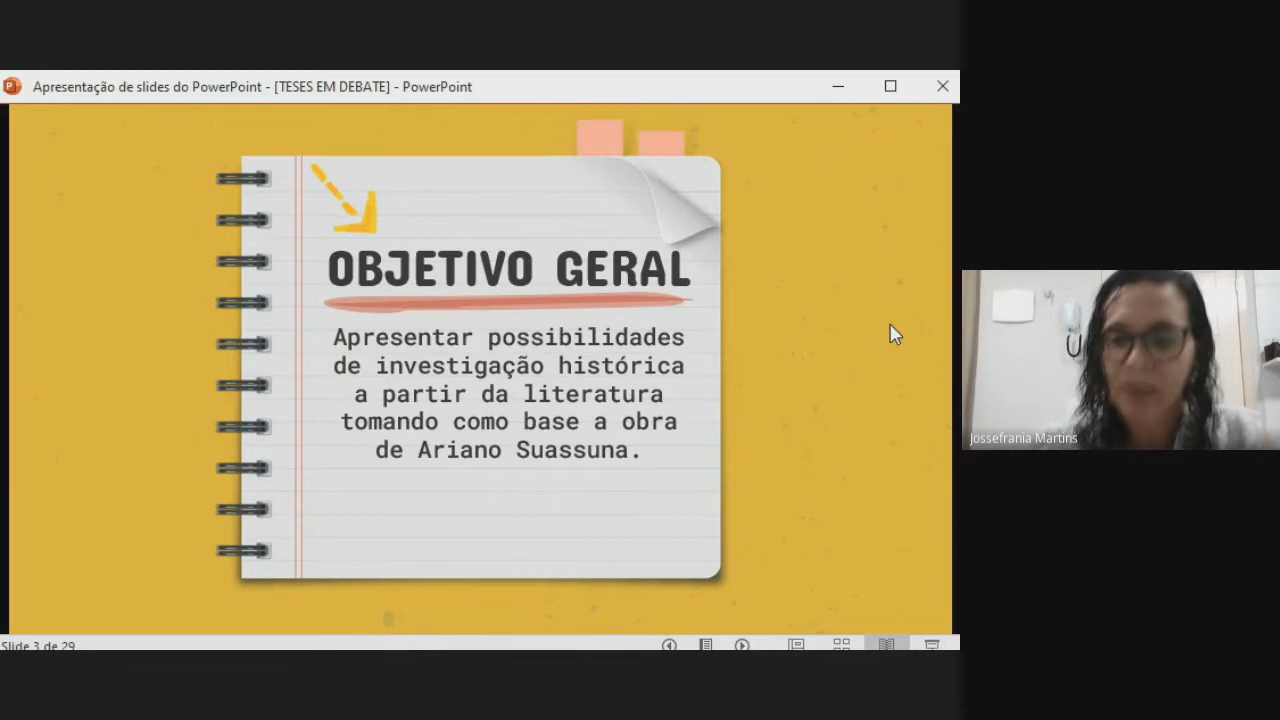 Apresentação de slides do PowerPoint - [TESES EM DEBATE] - PowerPoint
OBJETIVO GERAL
Apresentar possibilidades
de investigação histórica
a partir da literatura
tomando como base a obra
de Ariano Suassuna.
Jossefrania Martins
Slide 3 de 29